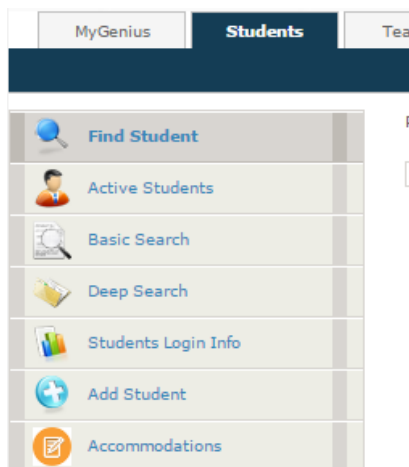 MyGenius
Students
Find Student
Active Students
Basic Search
Deep Search
Students Login Info
Add Student
Accommodations